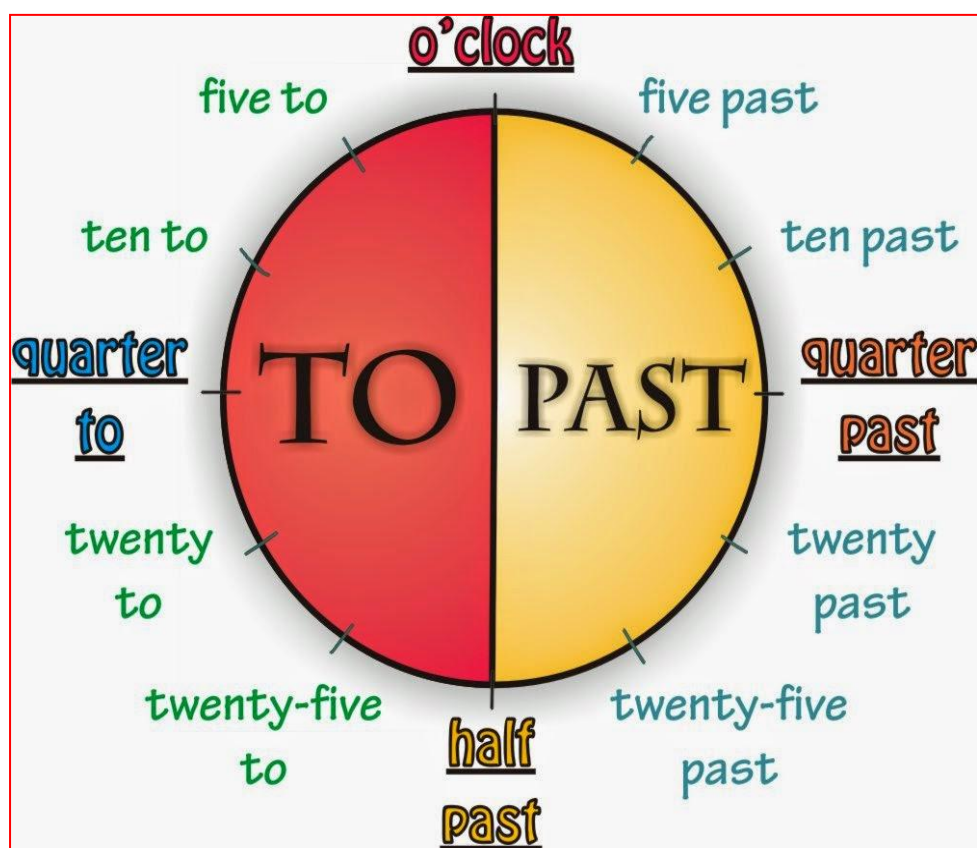 o'clock
five to
five past
ten to
ten past
quarter
to
TO
PAST
quarter
past
twenty
to
twenty
past
twenty-five
to
half
past
twenty-five
past